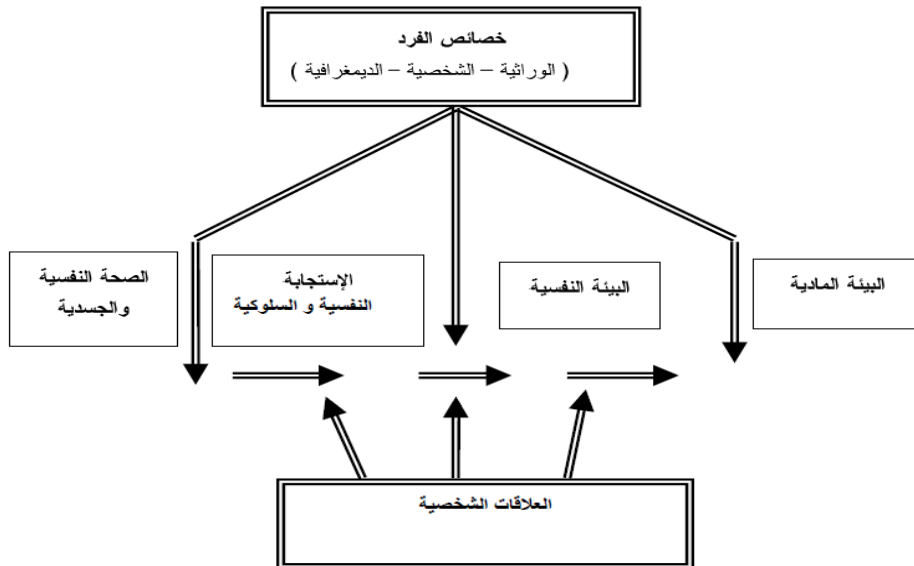 خصائص الفرد
( الوراثية – الشخصية – الديمغرافية )
البيئة المادية
البيئة النفسية
الإستجابة
النفسية و السلوكية
الصحة النفسية
والجسدية
العلاقات الشخصية